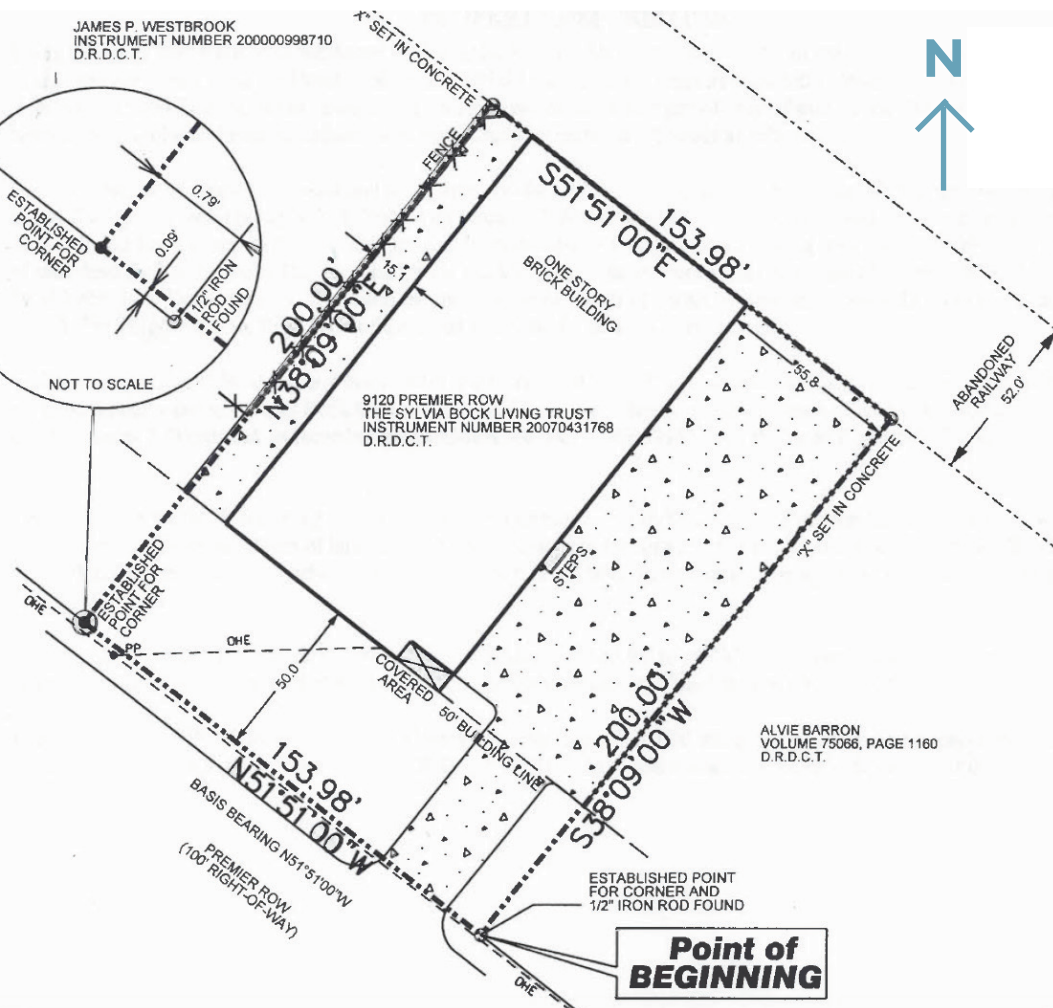 JAMES P. WESTBROOK
INSTRUMENT NUMBER 200000998710
D.R.D.C.T.
"X" SET IN CONCRETE
N
FENCE
S51°51'00"E
153.98'
ESTABLISHED
POINT FOR
CORNER
0.79'
0.09'
1/2" IRON
ROD
FOUND
NOT TO SCALE
200.00'
N38°09'00"E
15.1
ONE STORY
BRICK BUILDING
55.8
ABANDONED
RAILWAY
52.0'
9120 PREMIER ROW
THE SYLVIA BOCK LIVING TRUST
INSTRUMENT NUMBER 20070431768
D.R.D.C.T.
"X" SET IN CONCRETE
STEPS
ESTABLISHED
POINT FOR
CORNER
OHE
PP
OHE
50.0
COVERED
AREA
50' BUILDING LINE
200.00'
S38°09'00"W
ALVIE BARRON
VOLUME 75066, PAGE 1160
D.R.D.C.T.
153.98'
N51°51'00"W
BASIS BEARING N51°51'00"W
PREMIER ROW
(100' RIGHT-OF-WAY)
ESTABLISHED POINT
FOR CORNER AND
1/2" IRON ROD FOUND
Point of
BEGINNING
OHE